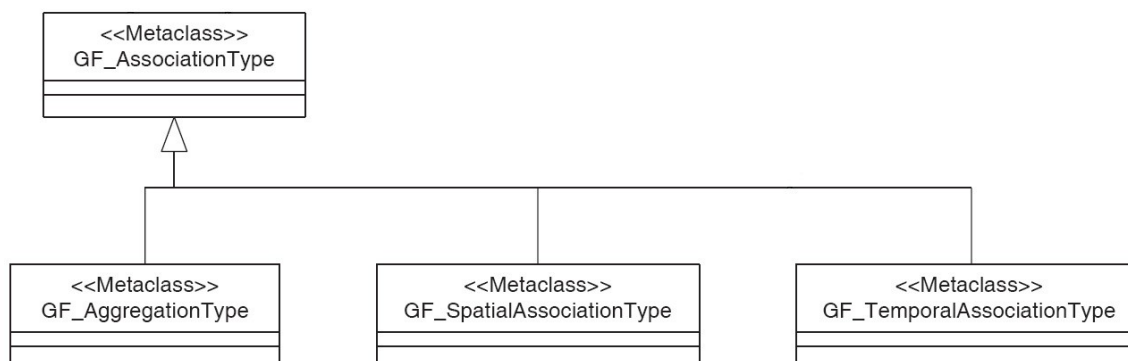 <<Metaclass>>
GF_AssociationType
<<Metaclass>>
GF_AggregationType
<<Metaclass>>
GF_SpatialAssociationType
<<Metaclass>>
GF_TemporalAssociationType